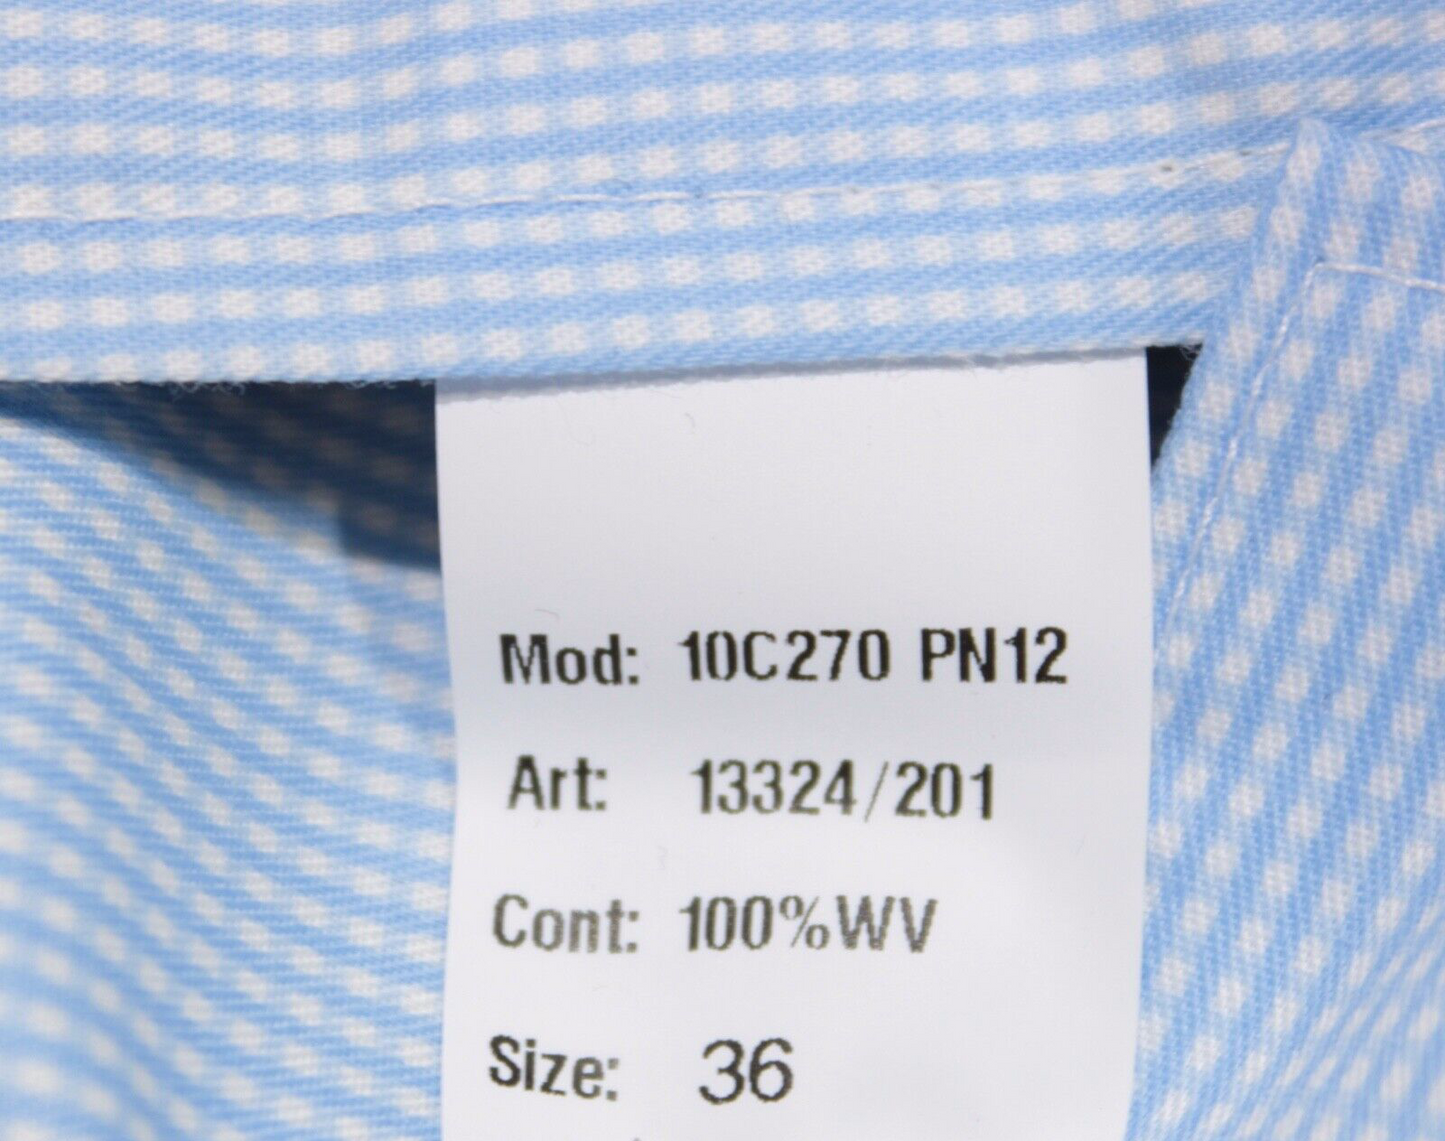 Mod: 10C270 PN12
Art: 13324/201
Cont: 100%WV
Size: 36